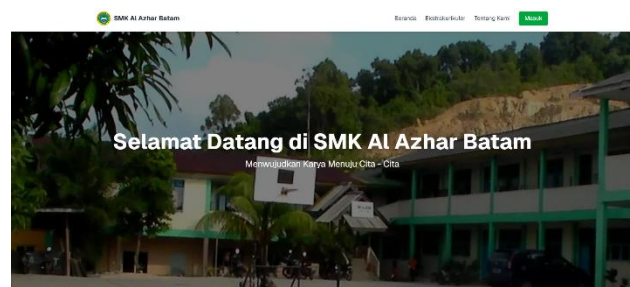 SMK Al Azhar Batam
Beranda Ekstrakurikuler Tentang Kami Masuk
Selamat Datang di SMK Al Azhar Batam
Menwujudkan Karya Menuju Cita - Cita